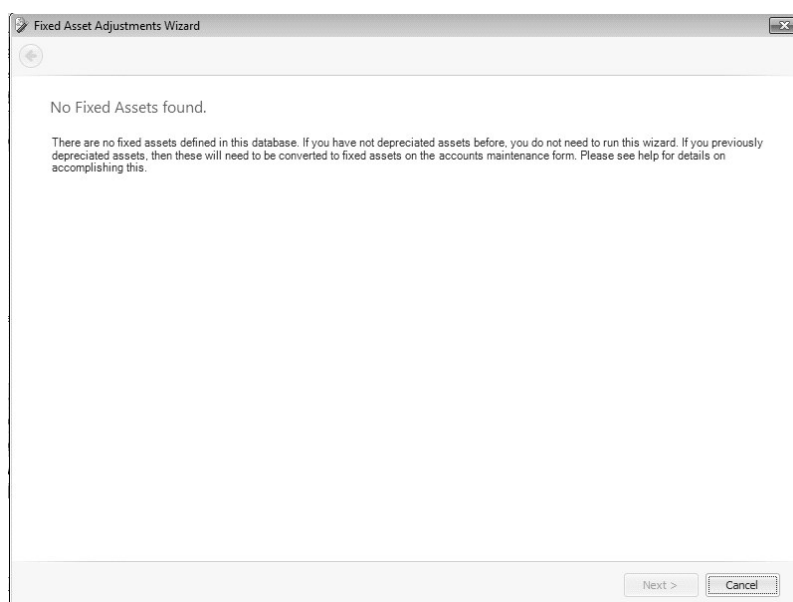 Fixed Asset Adjustments Wizard
No Fixed Assets found.
There are no fixed assets defined in this database. If you have not depreciated assets before, you do not need to run this wizard. If you previously
depreciated assets, then these will need to be converted to fixed assets on the accounts maintenance form. Please see help for details on
accomplishing this.
Next >
Cancel